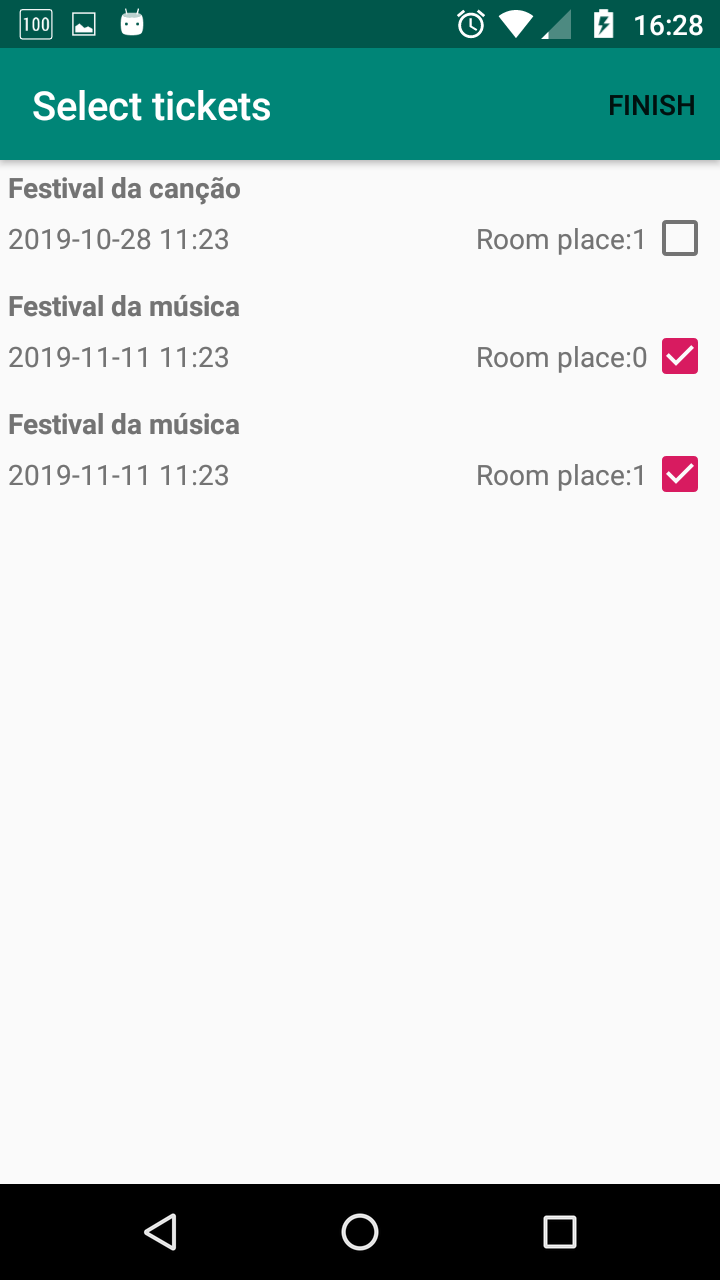 100 16:28
Select tickets FINISH
Festival da canção
2019-10-28 11:23 Room place:1
Festival da música
2019-11-11 11:23 Room place:0
Festival da música
2019-11-11 11:23 Room place:1